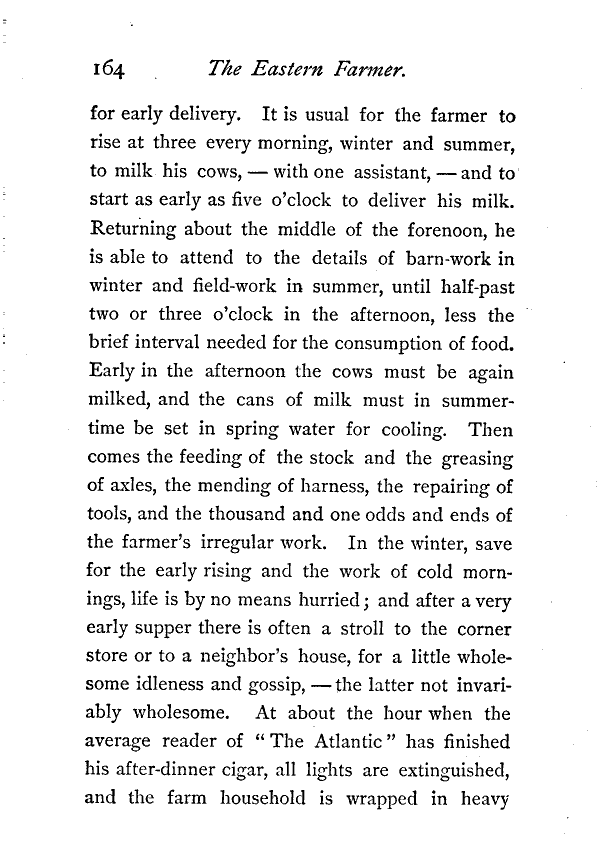 164 The Eastern Farmer.
for early delivery. It is usual for the farmer to
rise at three every morning, winter and summer,
to milk his cows, — with one assistant, — and to
start as early as five o'clock to deliver his milk.
Returning about the middle of the forenoon, he
is able to attend to the details of barn-work in
winter and field-work in summer, until half-past
two or three o'clock in the afternoon, less the
brief interval needed for the consumption of food.
Early in the afternoon the cows must be again
milked, and the cans of milk must in summer-
time be set in spring water for cooling. Then
comes the feeding of the stock and the greasing
of axles, the mending of harness, the repairing of
tools, and the thousand and one odds and ends of
the farmer's irregular work. In the winter, save
for the early rising and the work of cold morn-
ings, life is by no means hurried; and after a very
early supper there is often a stroll to the corner
store or to a neighbor's house, for a little whole-
some idleness and gossip, — the latter not invari-
ably wholesome. At about the hour when the
average reader of "The Atlantic" has finished
his after-dinner cigar, all lights are extinguished,
and the farm household is wrapped in heavy